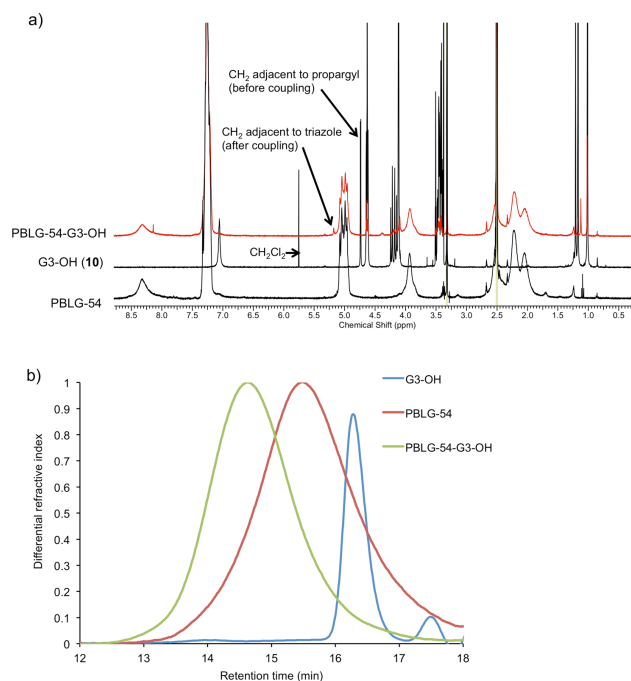 a)
CH2 adjacent to propargyl
(before coupling)
CH2 adjacent to triazole
(after coupling)
PBLG-54-G3-OH
CH2Cl2
G3-OH (10)
PBLG-54
8.5 8.0 7.5 7.0 6.5 6.0 5.5 5.0 4.5 4.0 3.5 3.0 2.5 2.0 1.5 1.0 0.5
Chemical Shift (ppm)
b)
G3-OH
PBLG-54
PBLG-54-G3-OH
Differential refractive index
1
0.9
0.8
0.7
0.6
0.5
0.4
0.3
0.2
0.1
0
12 13 14 15 16 17 18
Retention time (min)